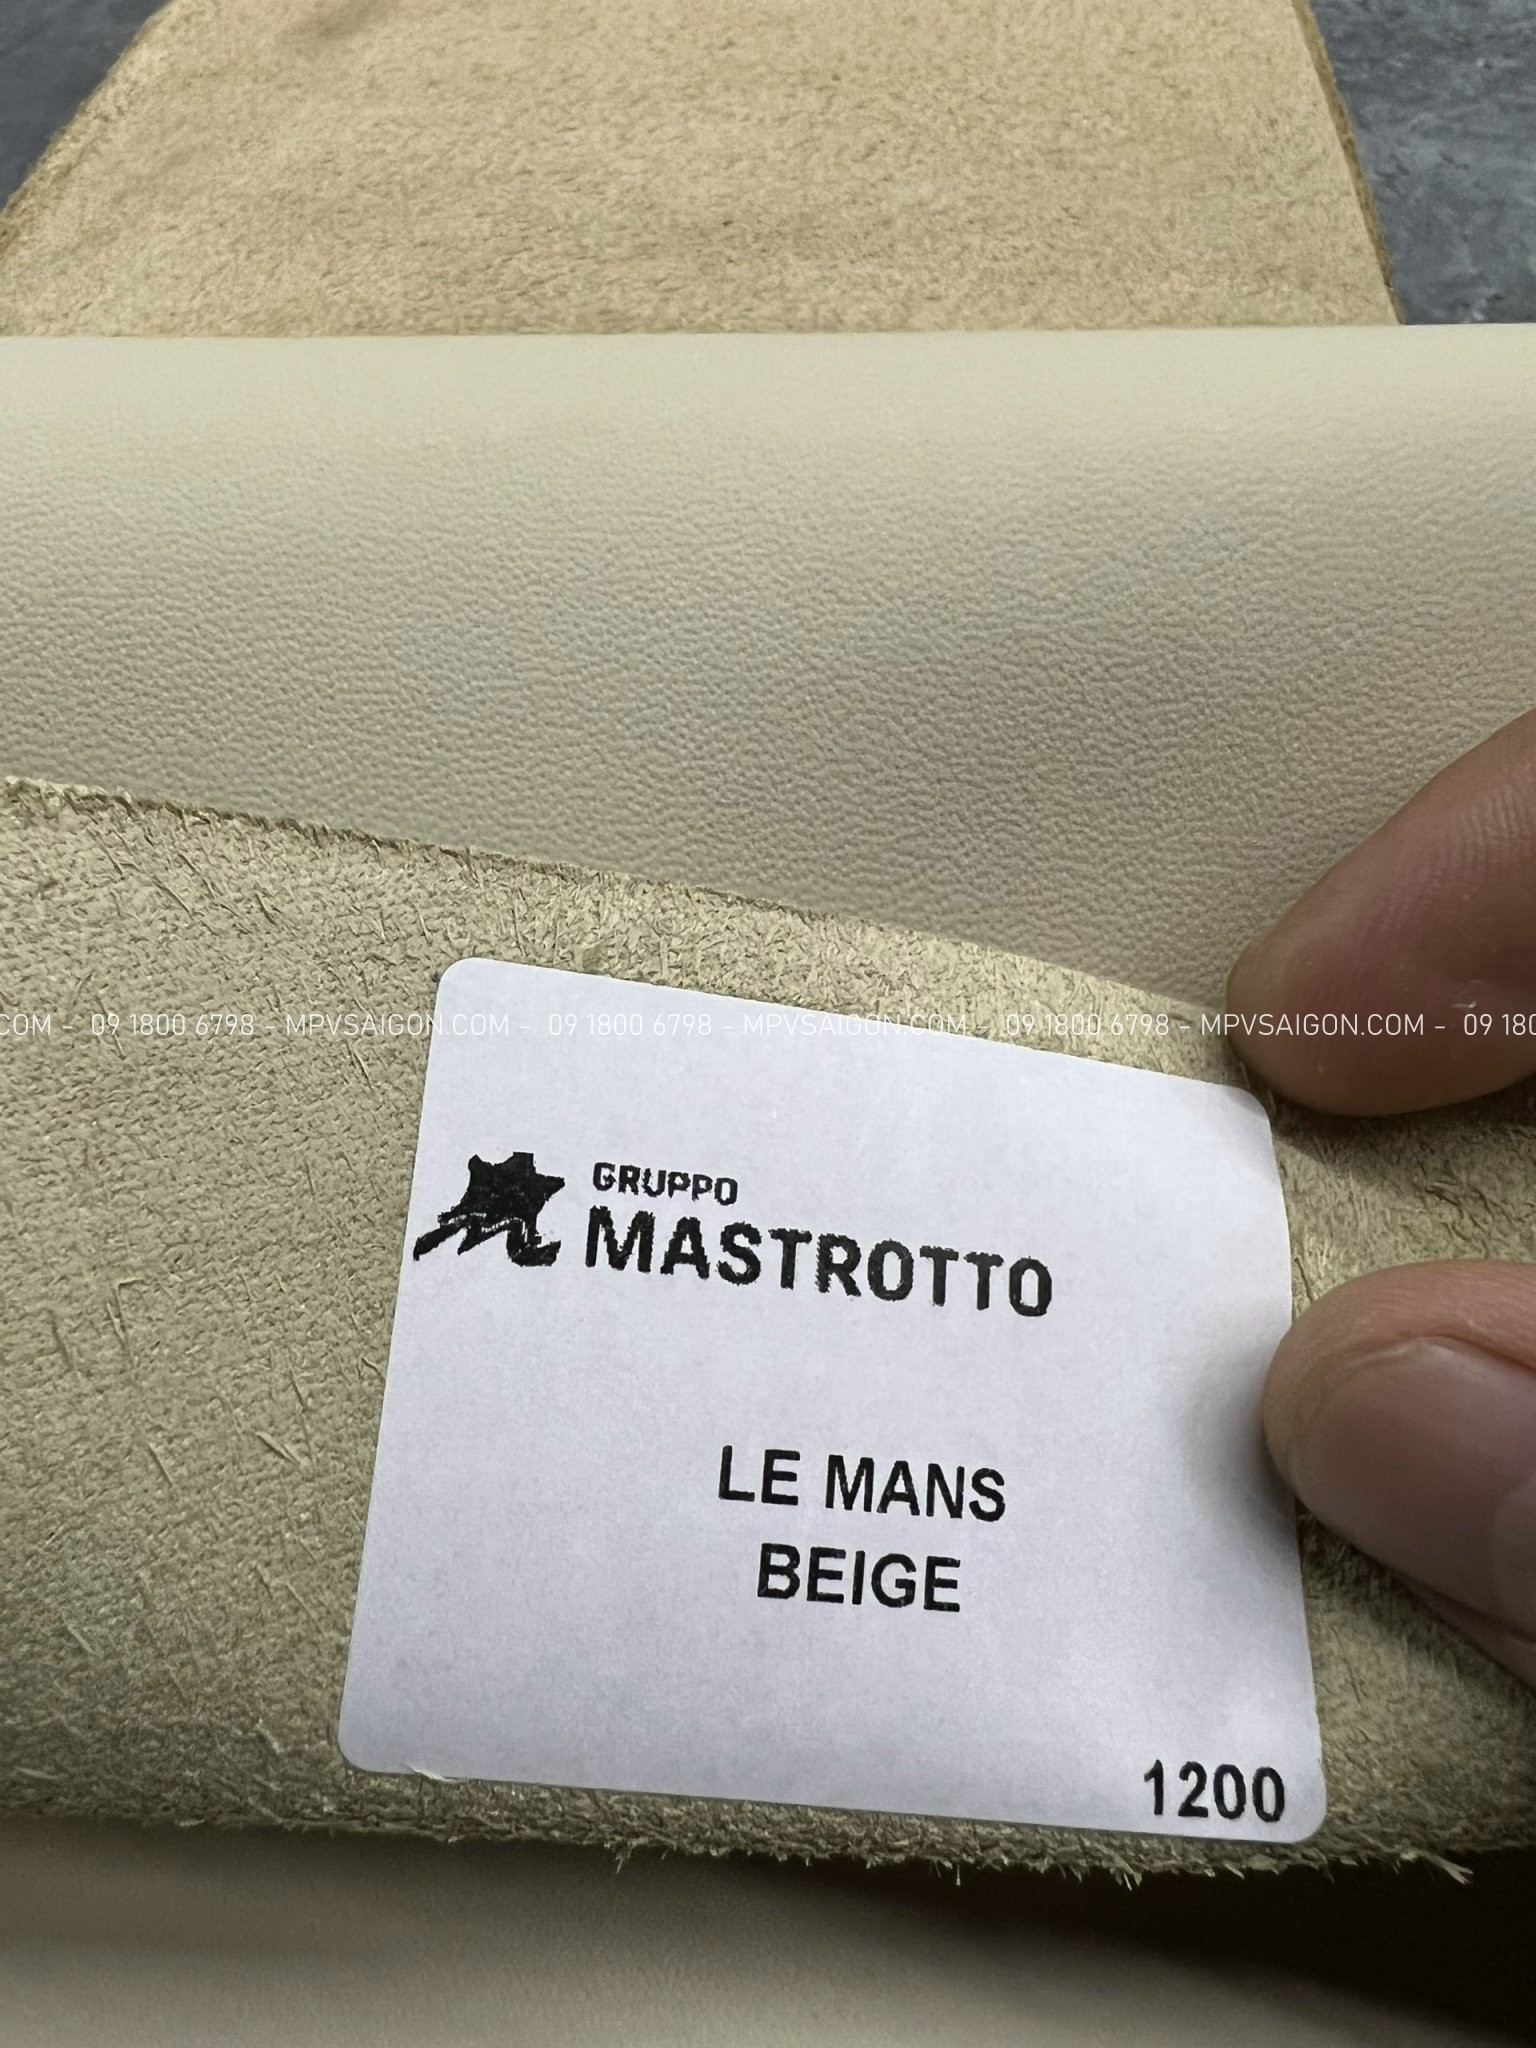 COM - 09 1800 6798 - MPVSAIGON.COM - 09 1800 6798 - MPVSAIGON.COM - 09 1800 6798 - MPVSAIGON.COM - 09 180
GRUPPO
MASTROTTO
LE MANS
BEIGE
1200